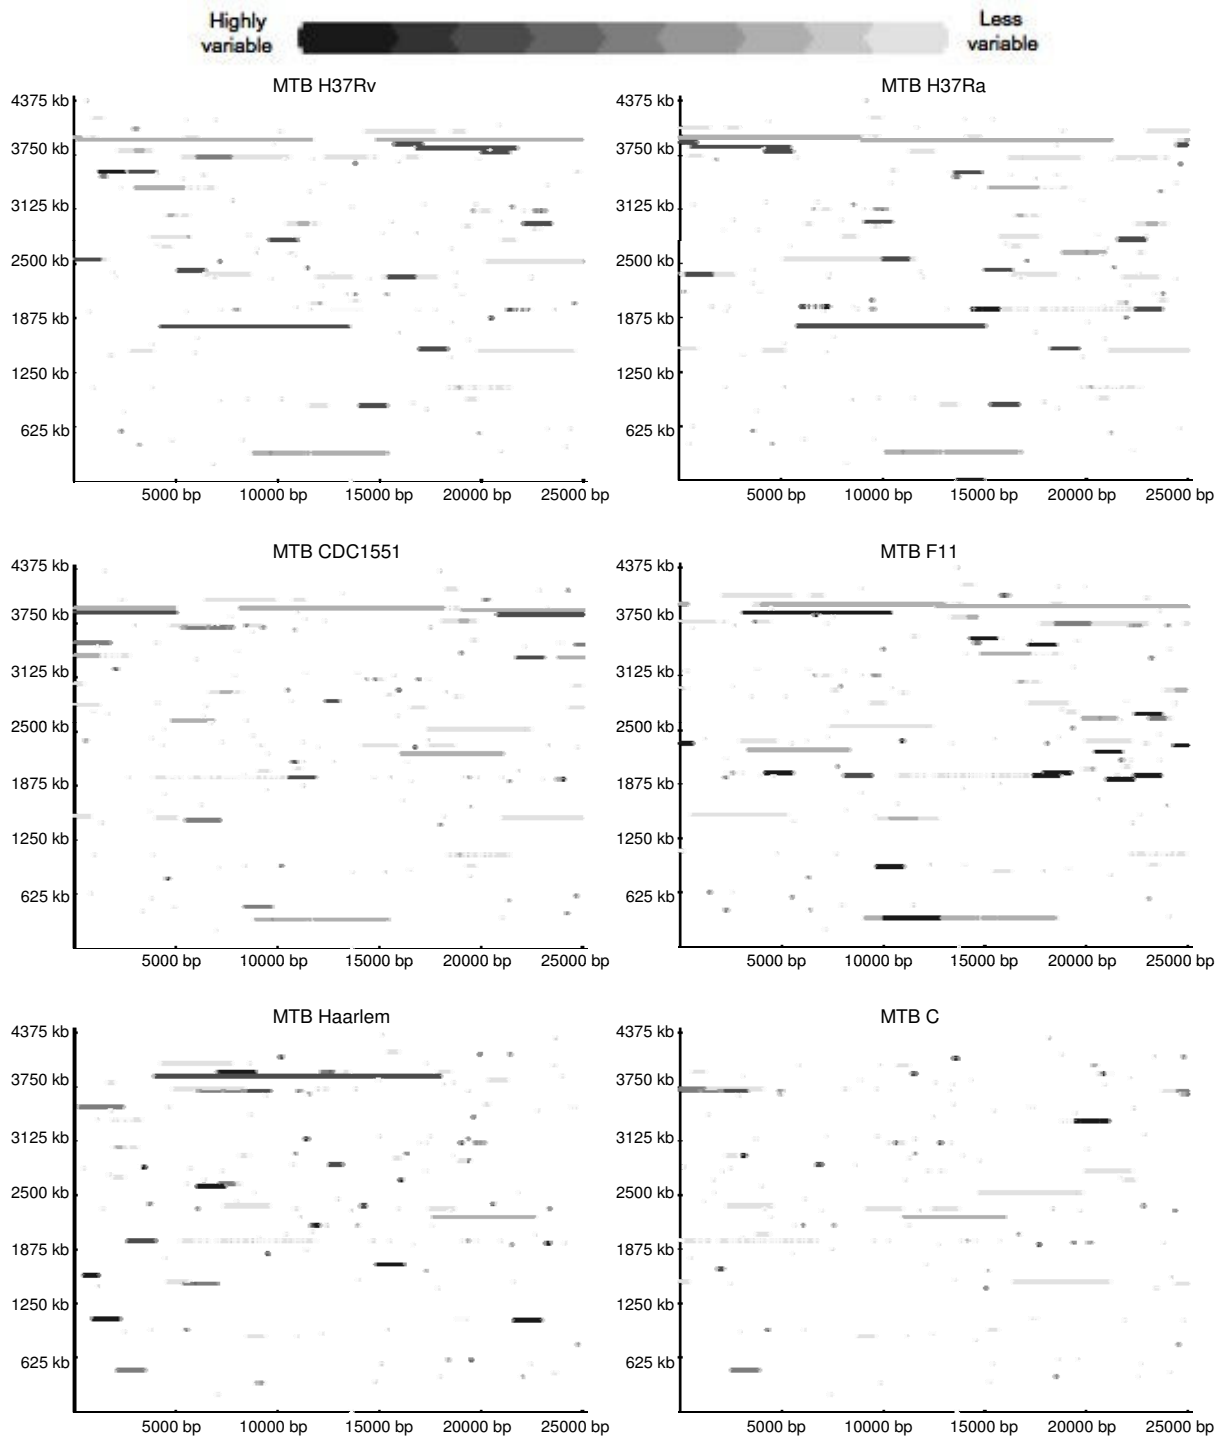 Highly
variable
Less
variable
MTB H37Rv
4375 kb
3750 kb
3125 kb
2500 kb
1875 kb
1250 kb
625 kb
5000 bp 10000 bp 15000 bp 20000 bp 25000 bp
MTB H37Ra
4375 kb
3750 kb
3125 kb
2500 kb
1875 kb
1250 kb
625 kb
5000 bp 10000 bp 15000 bp 20000 bp 25000 bp
MTB CDC1551
4375 kb
3750 kb
3125 kb
2500 kb
1875 kb
1250 kb
625 kb
5000 bp 10000 bp 15000 bp 20000 bp 25000 bp
MTB F11
4375 kb
3750 kb
3125 kb
2500 kb
1875 kb
1250 kb
625 kb
5000 bp 10000 bp 15000 bp 20000 bp 25000 bp
MTB Haarlem
4375 kb
3750 kb
3125 kb
2500 kb
1875 kb
1250 kb
625 kb
5000 bp 10000 bp 15000 bp 20000 bp 25000 bp
MTB C
4375 kb
3750 kb
3125 kb
2500 kb
1875 kb
1250 kb
625 kb
5000 bp 10000 bp 15000 bp 20000 bp 25000 bp